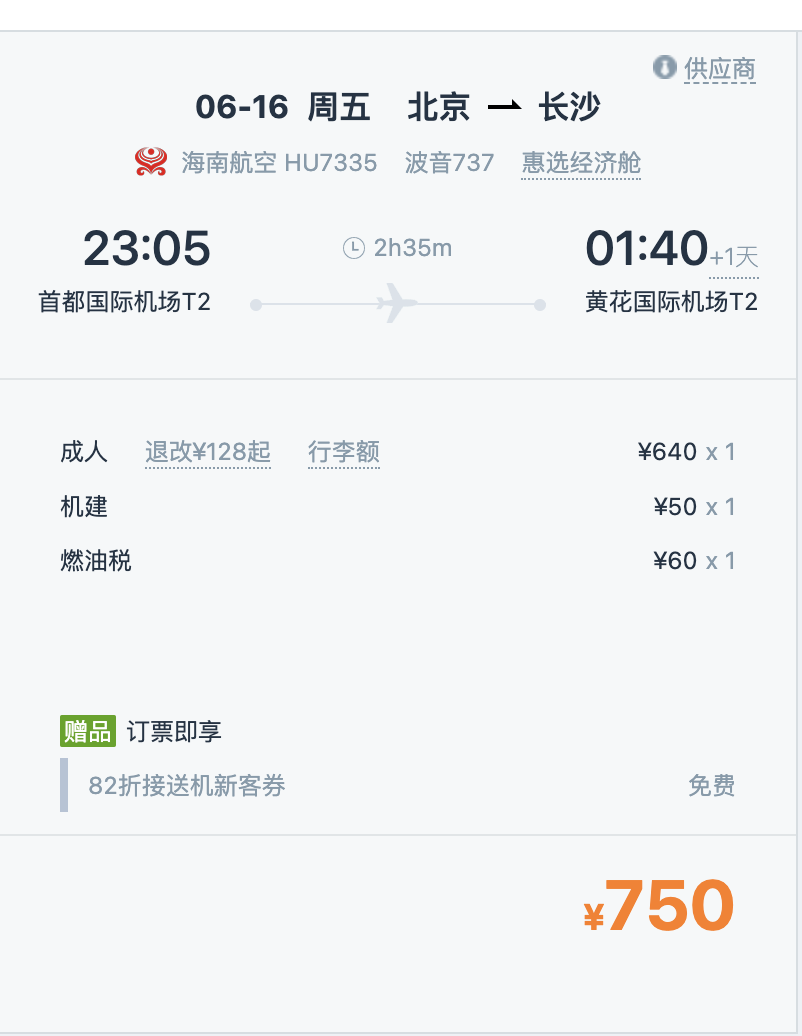 供应商
06-16 周五 北京 长沙
海南航空 HU7335 波音737 惠选经济舱
23:05 2h35m 01:40 +1天
首都国际机场T2 黄花国际机场T2
成人 退改¥128起 行李额 ¥640 x 1
机建 ¥50 x 1
燃油税 ¥60 x 1
赠品 订票即享
82折接送机新客券 免费
¥750